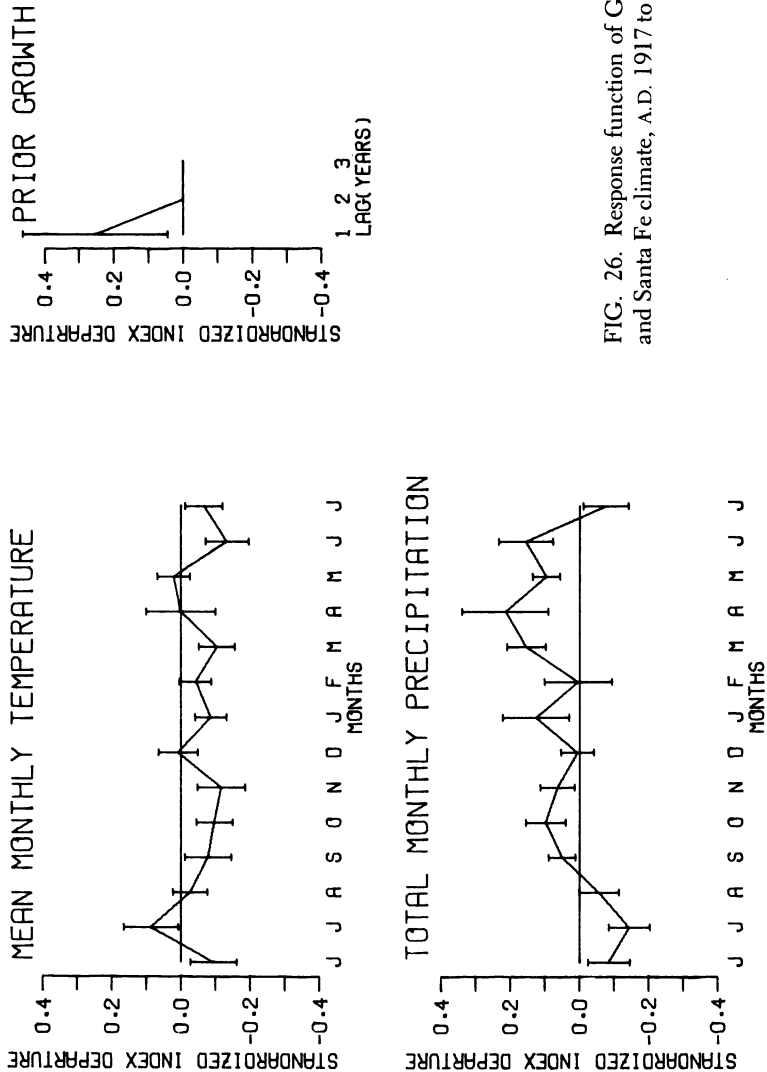 MEAN MONTHLY TEMPERATURE
STANDARDIZED INDEX DEPARTURE
0.4
0.2
0.0
-0.2
-0.4
J J A S O N D J F M A M J J
MONTHS
TOTAL MONTHLY PRECIPITATION
STANDARDIZED INDEX DEPARTURE
0.4
0.2
0.0
-0.2
-0.4
J J A S O N D J F M A M J J
MONTHS
PRIOR GROWTH
STANDARDIZED INDEX DEPARTURE
0.4
0.2
0.0
-0.2
-0.4
1 2 3
LAG(YEARS)
FIG. 26. Response function of G
and Santa Fe climate, A.D. 1917 to